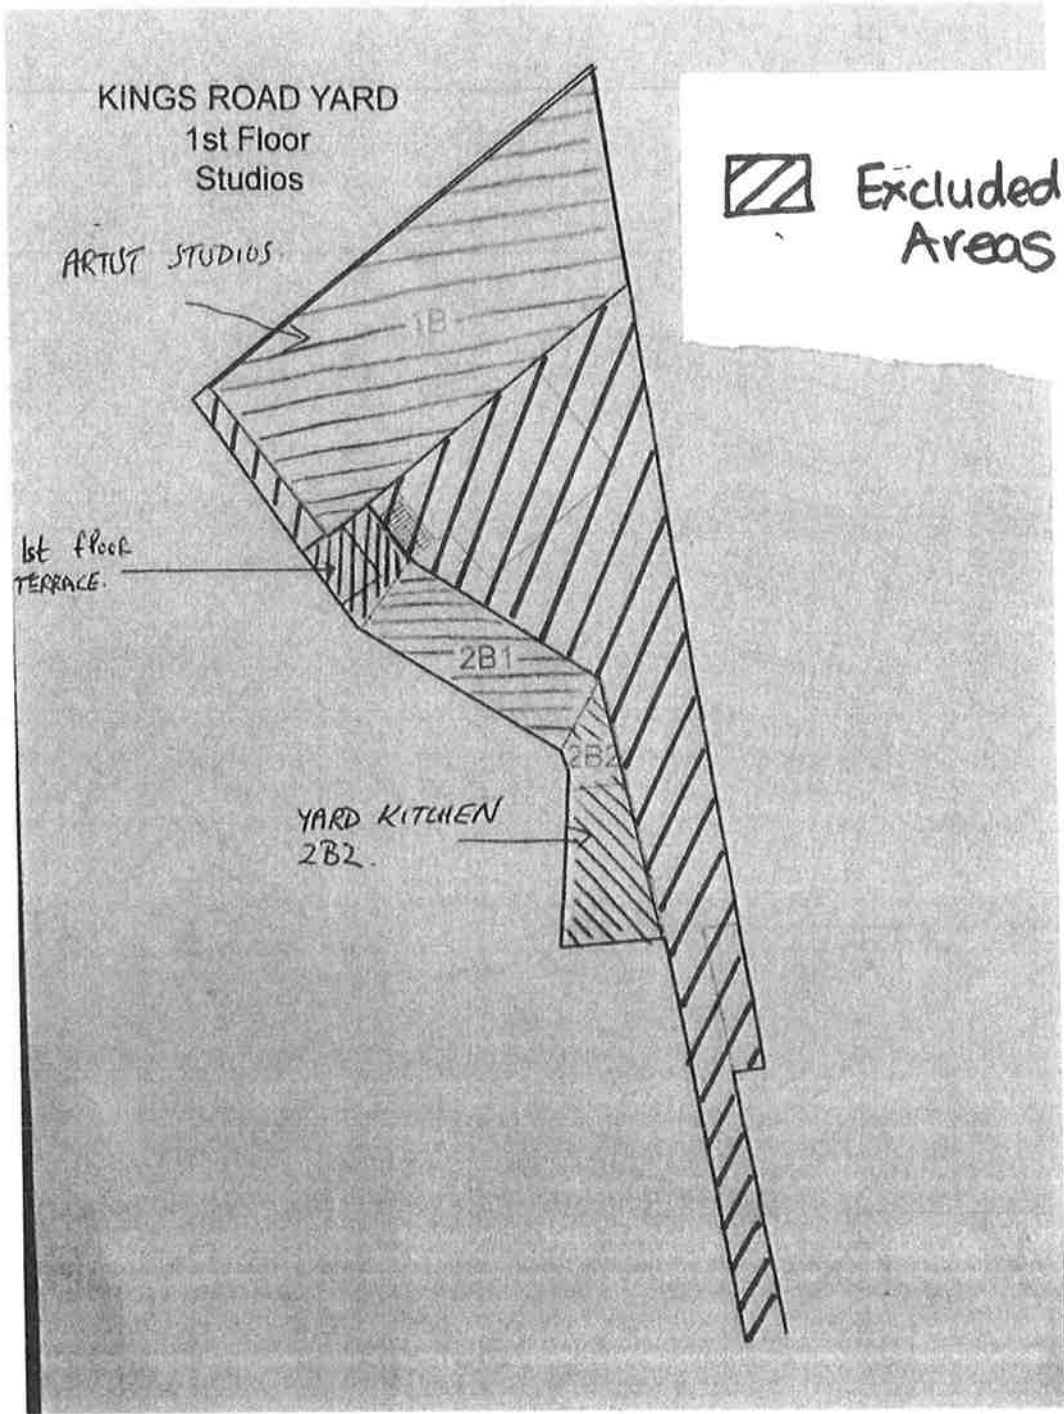 KINGS ROAD YARD
1st Floor
Studios
Excluded
Areas
ARTIST STUDIOS.
1B
1st floor
TERRACE.
2B1
2B2
YARD KITCHEN
2B2.